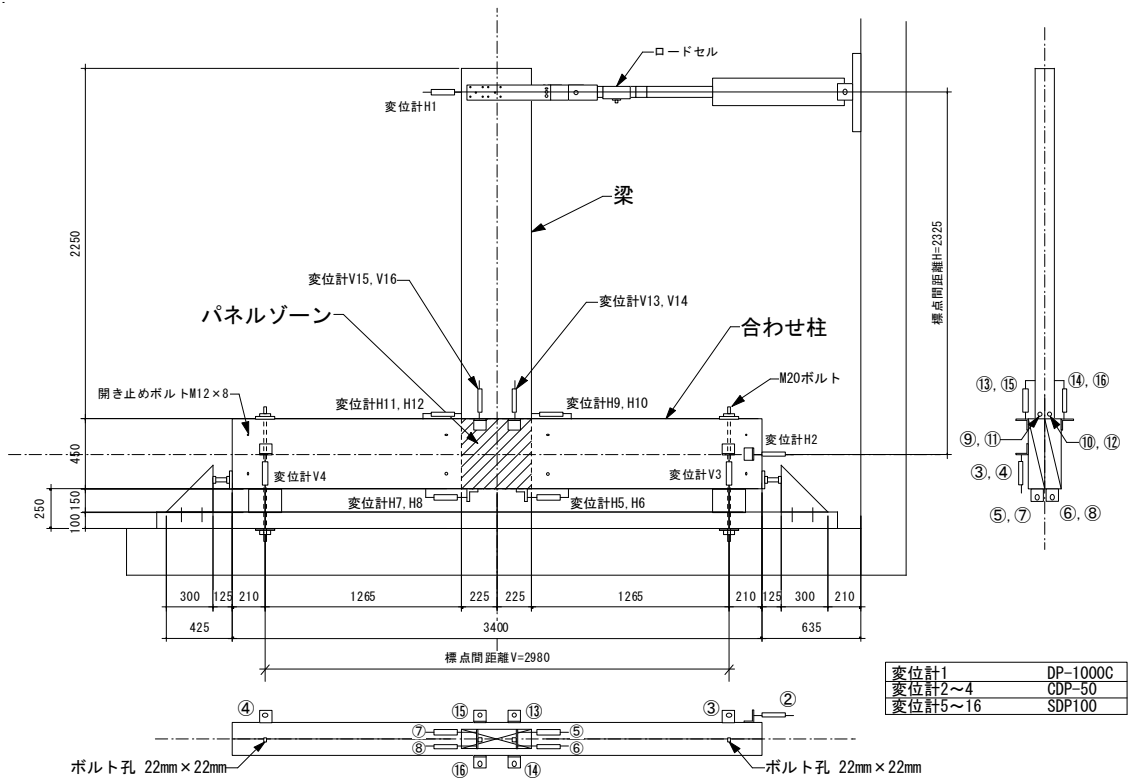 ロードセル
変位計H1
梁
2250
標点間距離H=2325
変位計V15, V16
変位計V13, V14
パネルゾーン
合わせ柱
開き止めボルトM12×8
M20ボルト
変位計H11, H12
変位計H9, H10
変位計H2
450
変位計V4
変位計V3
変位計H7, H8
変位計H5, H6
250
150
100
⑬, ⑮
⑭, ⑯
⑨, ⑪
⑩, ⑫
③, ④
⑤, ⑦
⑥, ⑧
300 125 210 1265 225 225 1265 210 125 300 210
425 3400 635
標点間距離V=2980
変位計1 DP-1000C
変位計2～4 CDP-50
変位計5～16 SDP100
④ ⑮ ⑬ ③ ②
⑦ ⑤
⑧ ⑥
⑯ ⑭
ボルト孔 22mm×22mm
ボルト孔 22mm×22mm